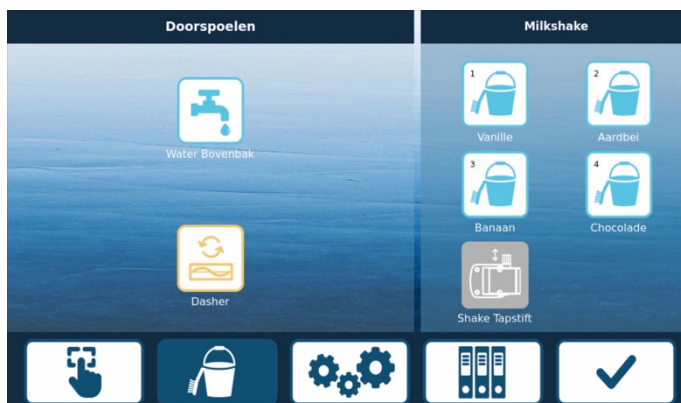 Doorspoelen
Milkshake
Water Bovenbak
Dasher
1
Vanille
2
Aardbei
3
Banaan
4
Chocolade
Shake Tapstift